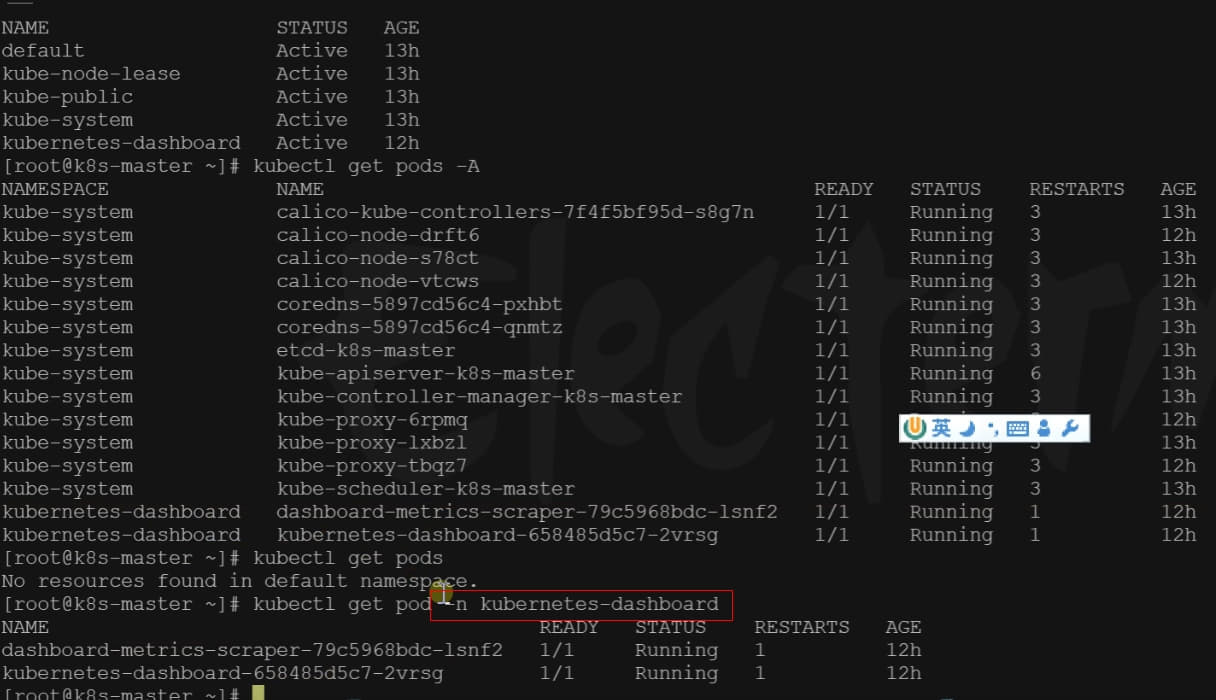 NAME STATUS AGE
default Active 13h
kube-node-lease Active 13h
kube-public Active 13h
kube-system Active 13h
kubernetes-dashboard Active 12h
[root@k8s-master ~]# kubectl get pods -A
NAMESPACE NAME READY STATUS RESTARTS AGE
kube-system calico-kube-controllers-7f4f5bf95d-s8g7n 1/1 Running 3 13h
kube-system calico-node-drft6 1/1 Running 3 12h
kube-system calico-node-s78ct 1/1 Running 3 13h
kube-system calico-node-vtcws 1/1 Running 3 12h
kube-system coredns-5897cd56c4-pxhbt 1/1 Running 3 13h
kube-system coredns-5897cd56c4-qnmtz 1/1 Running 3 13h
kube-system etcd-k8s-master 1/1 Running 3 13h
kube-system kube-apiserver-k8s-master 1/1 Running 6 13h
kube-system kube-controller-manager-k8s-master 1/1 Running 3 13h
kube-system kube-proxy-6rpmq 1/1 12h
英
kube-system kube-proxy-lxbzl 1/1 Running 13h
kube-system kube-proxy-tbqz7 1/1 Running 3 12h
kube-system kube-scheduler-k8s-master 1/1 Running 3 13h
kubernetes-dashboard dashboard-metrics-scraper-79c5968bdc-lsnf2 1/1 Running 1 12h
kubernetes-dashboard kubernetes-dashboard-658485d5c7-2vrsg 1/1 Running 1 12h
[root@k8s-master ~]# kubectl get pods
No resources found in default namespace.
[root@k8s-master ~]# kubectl get pod -n kubernetes-dashboard
NAME READY STATUS RESTARTS AGE
dashboard-metrics-scraper-79c5968bdc-lsnf2 1/1 Running 1 12h
kubernetes-dashboard-658485d5c7-2vrsg 1/1 Running 1 12h
[root@k8s-master ~]#